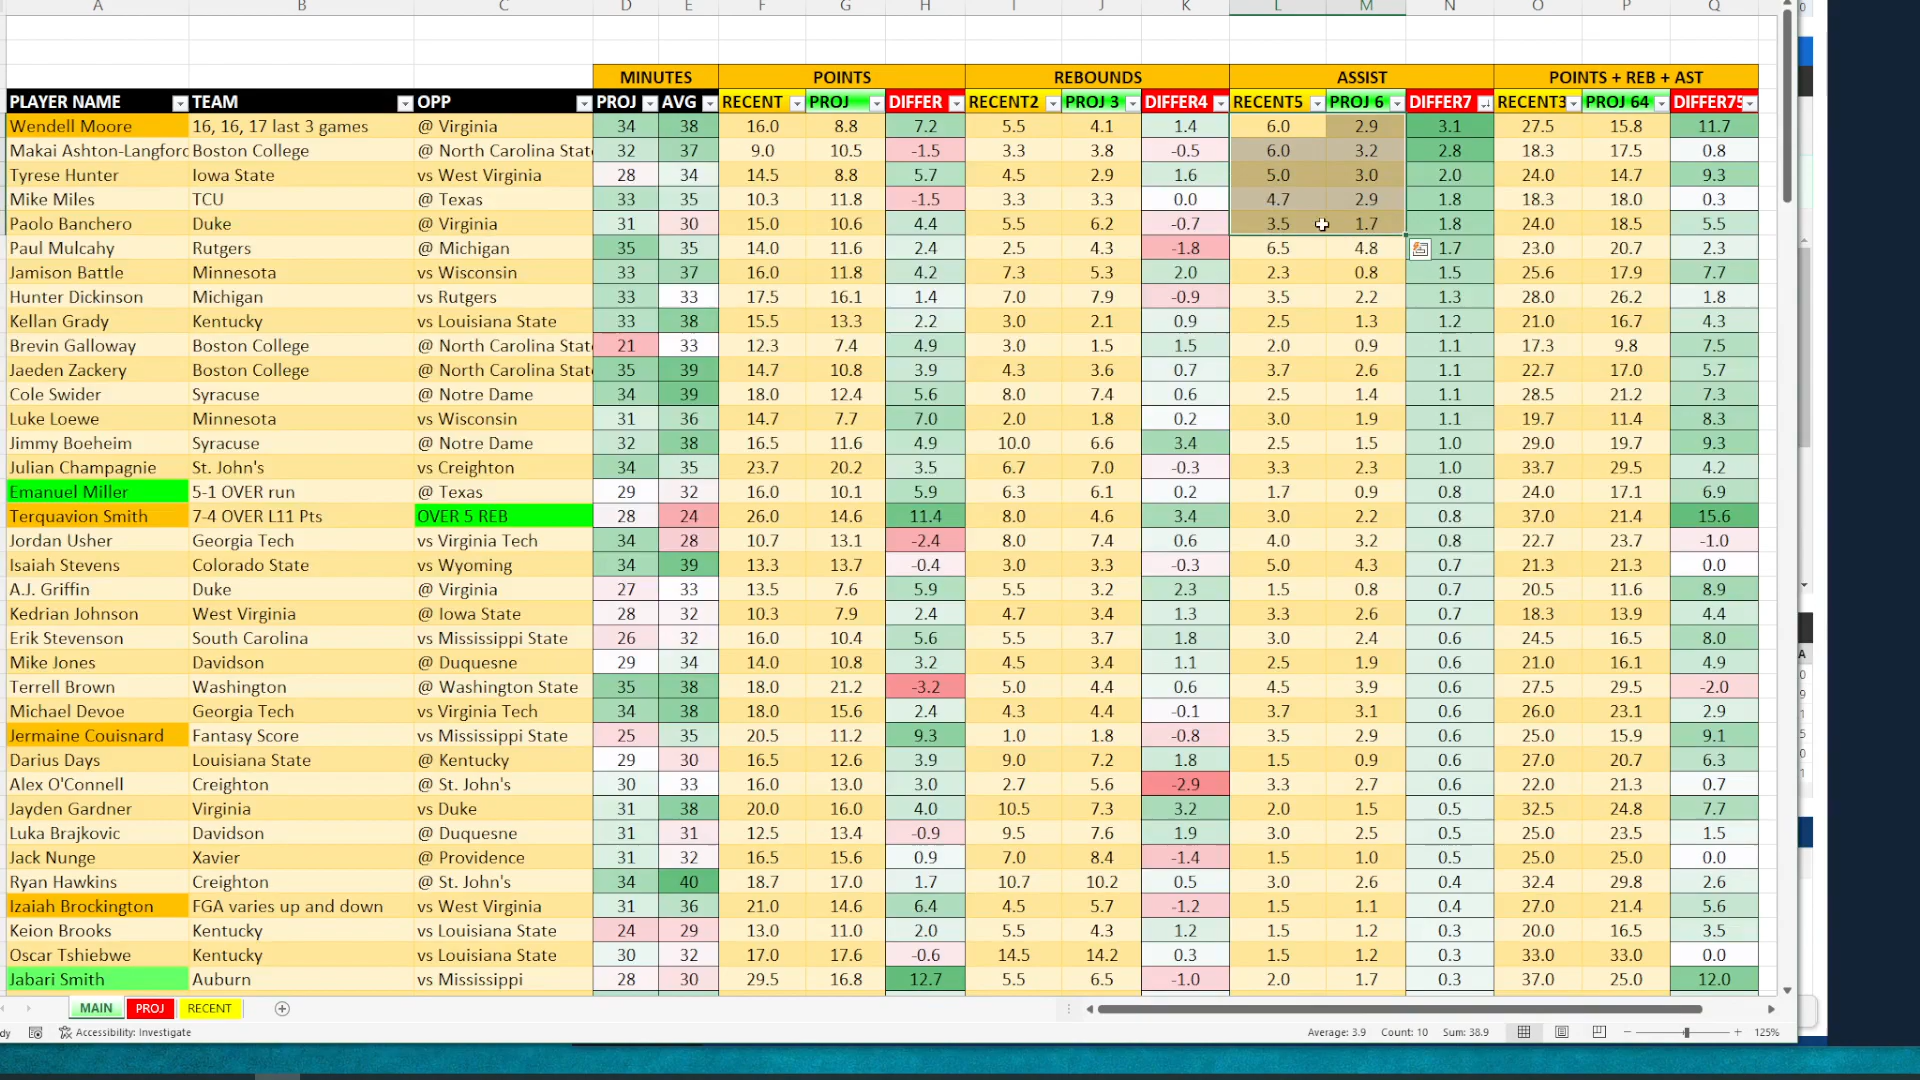 A B C D E F G H I J K L M N O P Q
MINUTES POINTS REBOUNDS ASSIST POINTS + REB + AST
PLAYER NAME TEAM OPP PROJ AVG RECENT PROJ DIFFER RECENT2 PROJ 3 DIFFER4 RECENT5 PROJ 6 DIFFER7 RECENT3 PROJ 64 DIFFER75
Wendell Moore 16, 16, 17 last 3 games @ Virginia 34 38 16.0 8.8 7.2 5.5 4.1 1.4 6.0 2.9 3.1 27.5 15.8 11.7
Makai Ashton-Langford Boston College @ North Carolina State 32 37 9.0 10.5 -1.5 3.3 3.8 -0.5 6.0 3.2 2.8 18.3 17.5 0.8
Tyrese Hunter Iowa State vs West Virginia 28 34 14.5 8.8 5.7 4.5 2.9 1.6 5.0 3.0 2.0 24.0 14.7 9.3
Mike Miles TCU @ Texas 33 35 10.3 11.8 -1.5 3.3 3.3 0.0 4.7 2.9 1.8 18.3 18.0 0.3
Paolo Banchero Duke @ Virginia 31 30 15.0 10.6 4.4 5.5 6.2 -0.7 3.5 1.7 1.8 24.0 18.5 5.5
Paul Mulcahy Rutgers @ Michigan 35 35 14.0 11.6 2.4 2.5 4.3 -1.8 6.5 4.8 1.7 23.0 20.7 2.3
Jamison Battle Minnesota vs Wisconsin 33 37 16.0 11.8 4.2 7.3 5.3 2.0 2.3 0.8 1.5 25.6 17.9 7.7
Hunter Dickinson Michigan vs Rutgers 33 33 17.5 16.1 1.4 7.0 7.9 -0.9 3.5 2.2 1.3 28.0 26.2 1.8
Kellan Grady Kentucky vs Louisiana State 33 38 15.5 13.3 2.2 3.0 2.1 0.9 2.5 1.3 1.2 21.0 16.7 4.3
Brevin Galloway Boston College @ North Carolina Stat 21 33 12.3 7.4 4.9 3.0 1.5 1.5 2.0 0.9 1.1 17.3 9.8 7.5
Jaeden Zackery Boston College @ North Carolina Stat 35 39 14.7 10.8 3.9 4.3 3.6 0.7 3.7 2.6 1.1 22.7 17.0 5.7
Cole Swider Syracuse @ Notre Dame 34 39 18.0 12.4 5.6 8.0 7.4 0.6 2.5 1.4 1.1 28.5 21.2 7.3
Luke Loewe Minnesota vs Wisconsin 31 36 14.7 7.7 7.0 2.0 1.8 0.2 3.0 1.9 1.1 19.7 11.4 8.3
Jimmy Boeheim Syracuse @ Notre Dame 32 38 16.5 11.6 4.9 10.0 6.6 3.4 2.5 1.5 1.0 29.0 19.7 9.3
Julian Champagnie St. John's vs Creighton 34 35 23.7 20.2 3.5 6.7 7.0 -0.3 3.3 2.3 1.0 33.7 29.5 4.2
Emanuel Miller 5-1 OVER run @ Texas 29 32 16.0 10.1 5.9 6.3 6.1 0.2 1.7 0.9 0.8 24.0 17.1 6.9
Terquavion Smith 7-4 OVER L11 Pts OVER 5 REB 28 24 26.0 14.6 11.4 8.0 4.6 3.4 3.0 2.2 0.8 37.0 21.4 15.6
Jordan Usher Georgia Tech vs Virginia Tech 34 28 10.7 13.1 -2.4 8.0 7.4 0.6 4.0 3.2 0.8 22.7 23.7 -1.0
Isaiah Stevens Colorado State vs Wyoming 34 39 13.3 13.7 -0.4 3.0 3.3 -0.3 5.0 4.3 0.7 21.3 21.3 0.0
A.J. Griffin Duke @ Virginia 27 33 13.5 7.6 5.9 5.5 3.2 2.3 1.5 0.8 0.7 20.5 11.6 8.9
Kedrian Johnson West Virginia @ Iowa State 28 32 10.3 7.9 2.4 4.7 3.4 1.3 3.3 2.6 0.7 18.3 13.9 4.4
Erik Stevenson South Carolina vs Mississippi State 26 32 16.0 10.4 5.6 5.5 3.7 1.8 3.0 2.4 0.6 24.5 16.5 8.0
Mike Jones Davidson @ Duquesne 29 34 14.0 10.8 3.2 4.5 3.4 1.1 2.5 1.9 0.6 21.0 16.1 4.9
Terrell Brown Washington @ Washington State 35 38 18.0 21.2 -3.2 5.0 4.4 0.6 4.5 3.9 0.6 27.5 29.5 -2.0
Michael Devoe Georgia Tech vs Virginia Tech 34 38 18.0 15.6 2.4 4.3 4.4 -0.1 3.7 3.1 0.6 26.0 23.1 2.9
Jermaine Couisnard Fantasy Score vs Mississippi State 25 35 20.5 11.2 9.3 1.0 1.8 -0.8 3.5 2.9 0.6 25.0 15.9 9.1
Darius Days Louisiana State @ Kentucky 29 30 16.5 12.6 3.9 9.0 7.2 1.8 1.5 0.9 0.6 27.0 20.7 6.3
Alex O'Connell Creighton @ St. John's 30 33 16.0 13.0 3.0 2.7 5.6 -2.9 3.3 2.7 0.6 22.0 21.3 0.7
Jayden Gardner Virginia vs Duke 31 38 20.0 16.0 4.0 10.5 7.3 3.2 2.0 1.5 0.5 32.5 24.8 7.7
Luka Brajkovic Davidson @ Duquesne 31 31 12.5 13.4 -0.9 9.5 7.6 1.9 3.0 2.5 0.5 25.0 23.5 1.5
Jack Nunge Xavier @ Providence 31 32 16.5 15.6 0.9 7.0 8.4 -1.4 1.5 1.0 0.5 25.0 25.0 0.0
Ryan Hawkins Creighton @ St. John's 34 40 18.7 17.0 1.7 10.7 10.2 0.5 3.0 2.6 0.4 32.4 29.8 2.6
Izaiah Brockington FGA varies up and down vs West Virginia 31 36 21.0 14.6 6.4 4.5 5.7 -1.2 1.5 1.1 0.4 27.0 21.4 5.6
Keion Brooks Kentucky vs Louisiana State 24 29 13.0 11.0 2.0 5.5 4.3 1.2 1.5 1.2 0.3 20.0 16.5 3.5
Oscar Tshiebwe Kentucky vs Louisiana State 30 32 17.0 17.6 -0.6 14.5 14.2 0.3 1.5 1.2 0.3 33.0 33.0 0.0
Jabari Smith Auburn vs Mississippi 28 30 29.5 16.8 12.7 5.5 6.5 -1.0 2.0 1.7 0.3 37.0 25.0 12.0
MAIN PROJ RECENT
dy Accessibility: Investigate Average: 3.9 Count: 10 Sum: 38.9 125%